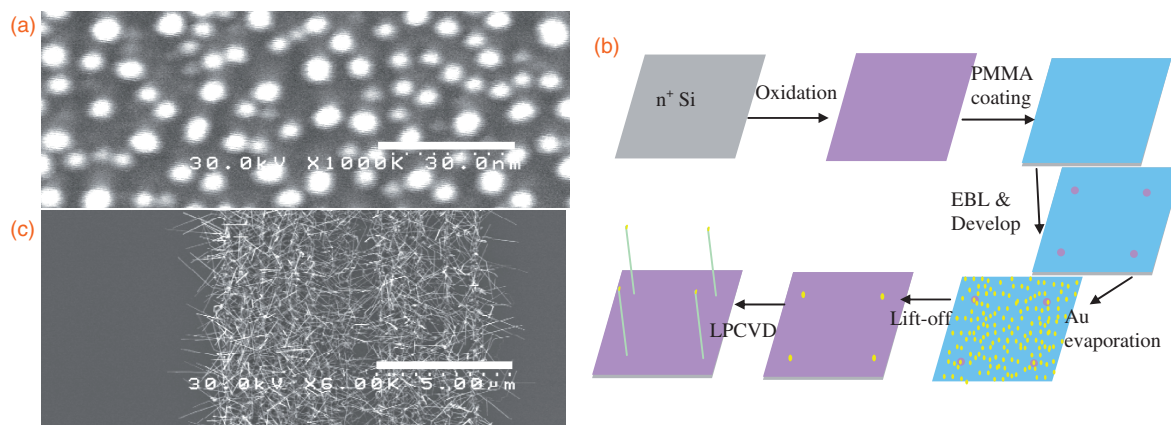 (a)
30.0kV X1000K 30.0nm
(c)
30.0kV X6.00K 5.00µm
(b)
n⁺ Si
Oxidation
PMMA
coating
EBL &
Develop
Au
evaporation
Lift-off
LPCVD